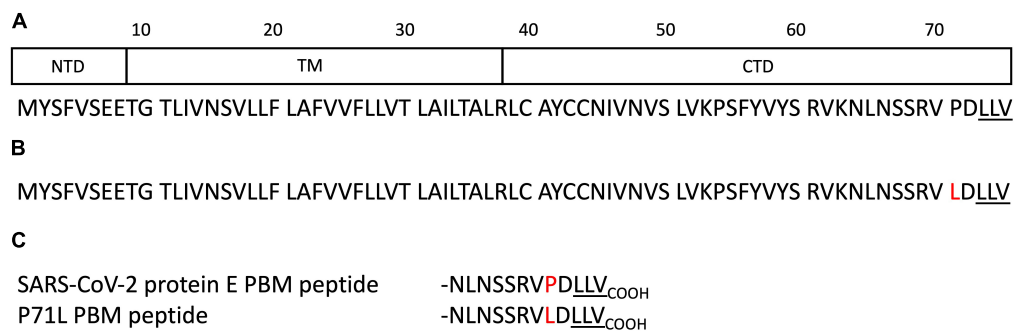 A
10 20 30 40 50 60 70
NTD TM CTD
MYSFVSEETG TLIVNSVLLF LAFVVFLLVT LAILTALRLC AYCCNIVNVS LVKPSFYVYS RVKNLNSSRV PDLLV
B
MYSFVSEETG TLIVNSVLLF LAFVVFLLVT LAILTALRLC AYCCNIVNVS LVKPSFYVYS RVKNLNSSRV LDLLV
C
SARS-CoV-2 protein E PBM peptide -NLNSSRVPDLLVCOOH
P71L PBM peptide -NLNSSRVLDLLVCOOH